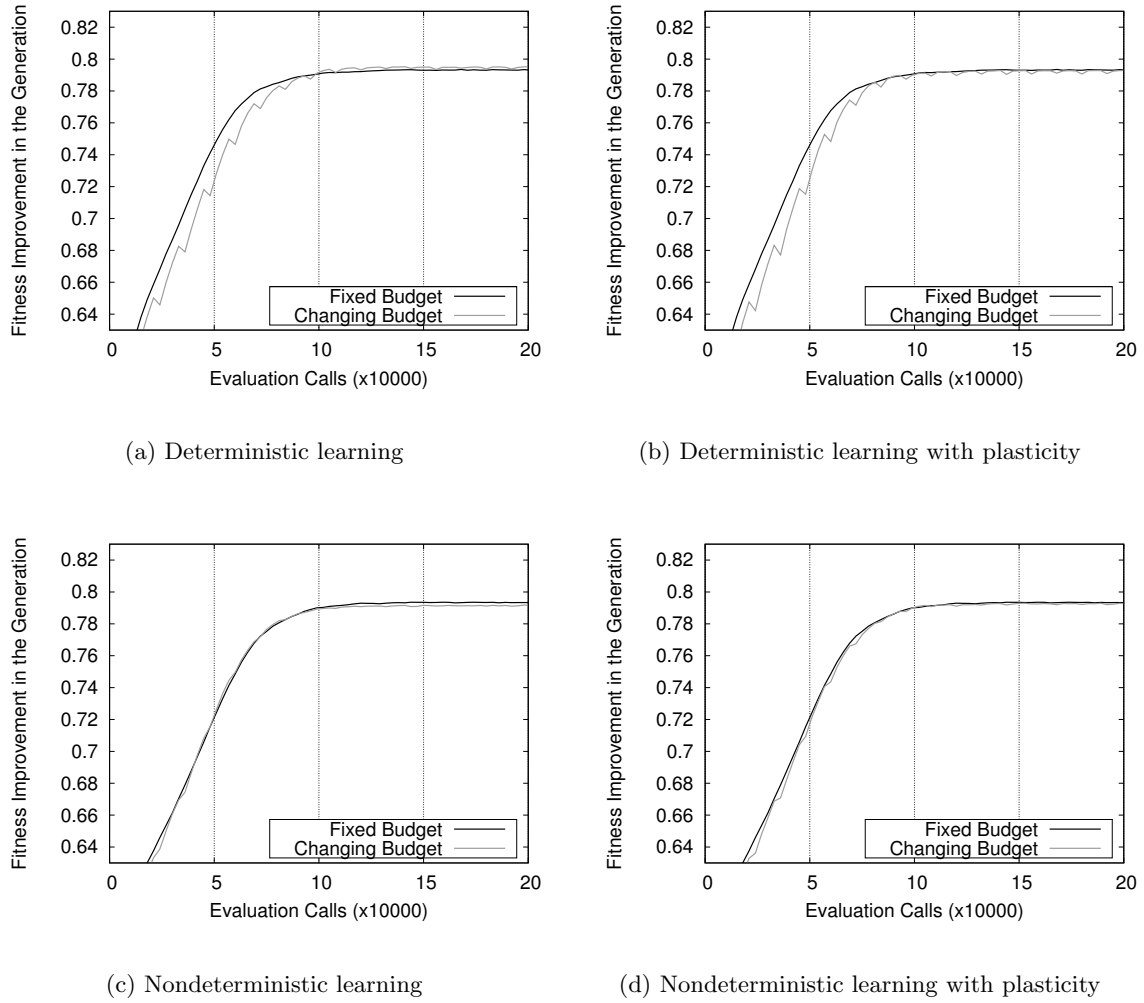 Fitness Improvement in the Generation
0.82
0.8
0.78
0.76
0.74
0.72
0.7
0.68
0.66
0.64
Fixed Budget
Changing Budget
0 5 10 15 20
Evaluation Calls (x10000)
(a) Deterministic learning
Fitness Improvement in the Generation
0.82
0.8
0.78
0.76
0.74
0.72
0.7
0.68
0.66
0.64
Fixed Budget
Changing Budget
0 5 10 15 20
Evaluation Calls (x10000)
(b) Deterministic learning with plasticity
Fitness Improvement in the Generation
0.82
0.8
0.78
0.76
0.74
0.72
0.7
0.68
0.66
0.64
Fixed Budget
Changing Budget
0 5 10 15 20
Evaluation Calls (x10000)
(c) Nondeterministic learning
Fitness Improvement in the Generation
0.82
0.8
0.78
0.76
0.74
0.72
0.7
0.68
0.66
0.64
Fixed Budget
Changing Budget
0 5 10 15 20
Evaluation Calls (x10000)
(d) Nondeterministic learning with plasticity